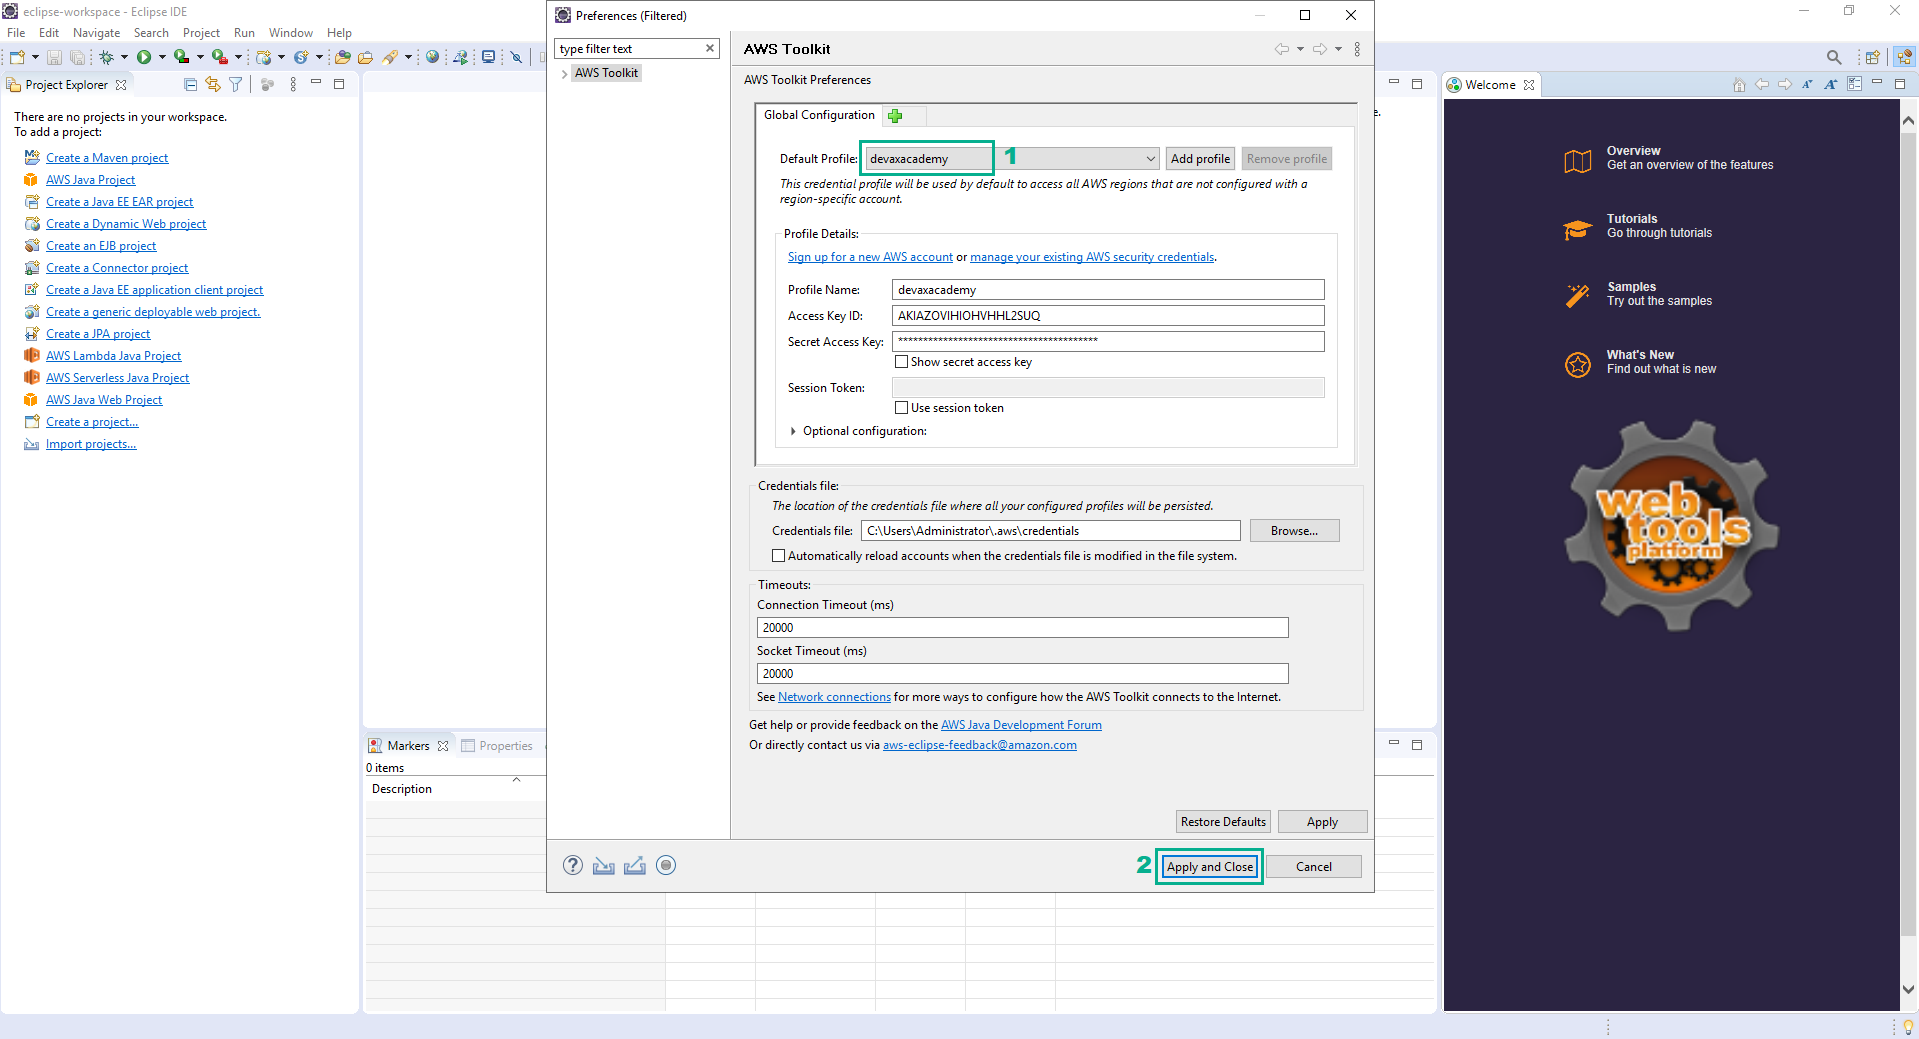 eclipse-workspace - Eclipse IDE
File Edit Navigate Search Project Run Window Help
Project Explorer
There are no projects in your workspace.
To add a project:
Create a Maven project
AWS Java Project
Create a Java EE EAR project
Create a Dynamic Web project
Create an EJB project
Create a Connector project
Create a Java EE application client project
Create a generic deployable web project.
Create a JPA project
AWS Lambda Java Project
AWS Serverless Java Project
AWS Java Web Project
Create a project...
Import projects...
Preferences (Filtered)
type filter text
AWS Toolkit
AWS Toolkit
AWS Toolkit Preferences
Global Configuration
Default Profile: devaxacademy 1 Add profile Remove profile
This credential profile will be used by default to access all AWS regions that are not configured with a
region-specific account.
Profile Details:
Sign up for a new AWS account or manage your existing AWS security credentials.
Profile Name: devaxacademy
Access Key ID: AKIAZOVIHIOHVHHL2SUQ
Secret Access Key: ****************************************
Show secret access key
Session Token:
Use session token
Optional configuration:
Credentials file:
The location of the credentials file where all your configured profiles will be persisted.
Credentials file: C:\Users\Administrator\.aws\credentials Browse...
Automatically reload accounts when the credentials file is modified in the file system.
Timeouts:
Connection Timeout (ms)
20000
Socket Timeout (ms)
20000
See Network connections for more ways to configure how the AWS Toolkit connects to the Internet.
Get help or provide feedback on the AWS Java Development Forum
Or directly contact us via aws-eclipse-feedback@amazon.com
Restore Defaults Apply
2 Apply and Close Cancel
Markers Properties
0 items
Description
e.
Welcome
Overview
Get an overview of the features
Tutorials
Go through tutorials
Samples
Try out the samples
What's New
Find out what is new
web
tools
platform